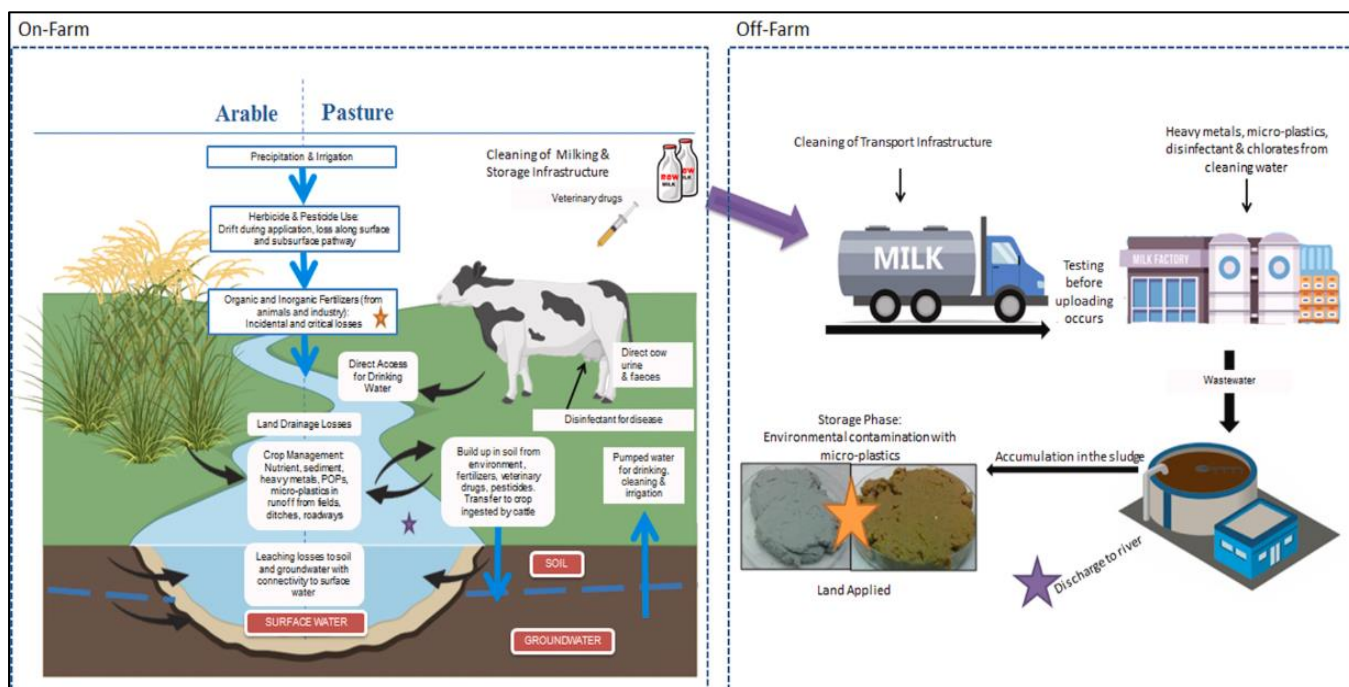 On-Farm
Arable
Pasture
Precipitation & Irrigation
Herbicide & Pesticide Use:
Drift during application, loss along surface
and subsurface pathway
Organic and Inorganic Fertilizers (from
animals and industry):
Incidental and critical losses
Cleaning of Milking &
Storage Infrastructure
RAW
MILK
RAW
MILK
Veterinary drugs
Direct Access
for Drinking
Water
Direct cow
urine
& faeces
Disinfectant for disease
Land Drainage Losses
Crop Management:
Nutrient, sediment,
heavy metals, POPs,
micro-plastics in
runoff from fields,
ditches, roadways
Build up in soil from
environment,
fertilizers, veterinary
drugs, pesticides.
Transfer to crop
ingested by cattle
Pumped water
for drinking,
cleaning &
irrigation
Leaching losses to soil
and groundwater with
connectivity to surface
water
SOIL
SURFACE WATER
GROUNDWATER
Off-Farm
Cleaning of Transport Infrastructure
Heavy metals, micro-plastics,
disinfectant & chlorates from
cleaning water
MILK
Testing
before
uploading
occurs
MILK FACTORY
Wastewater
Storage Phase:
Environmental contamination with
micro-plastics
Accumulation in the sludge
Land Applied
Discharge to river